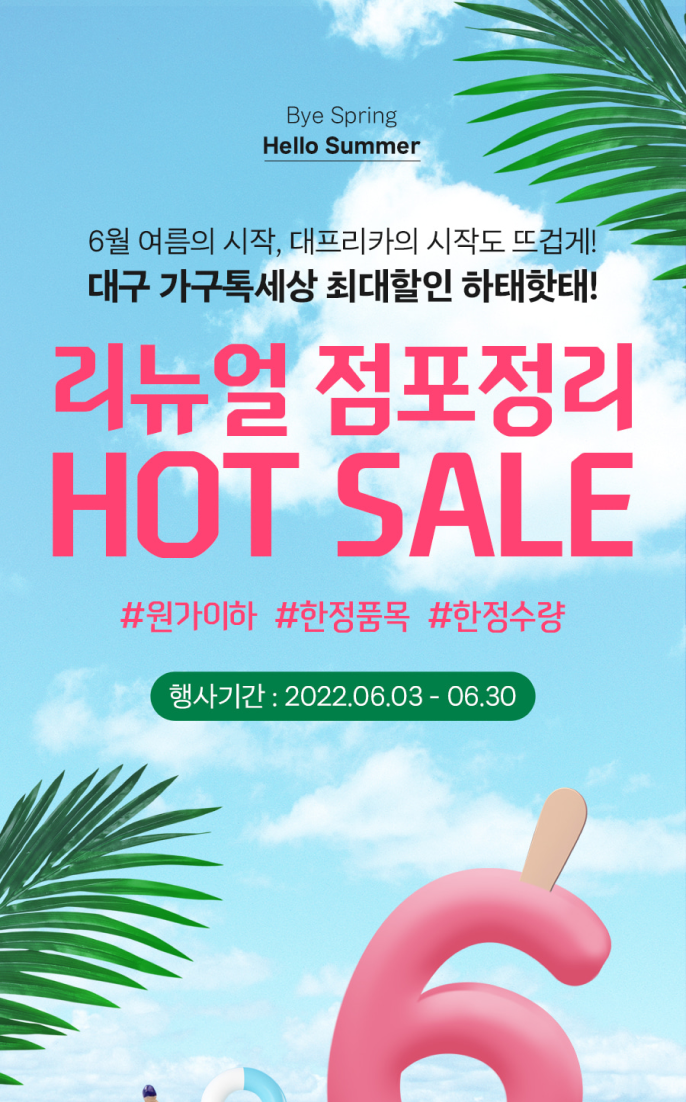 Bye Spring
Hello Summer
6월 여름의 시작, 대프리카의 시작도 뜨겁게!
대구 가구톡세상 최대할인 하태핫태!
리뉴얼 점포정리
HOT SALE
#원가이하 #한정품목 #한정수량
행사기간 : 2022.06.03 - 06.30
6